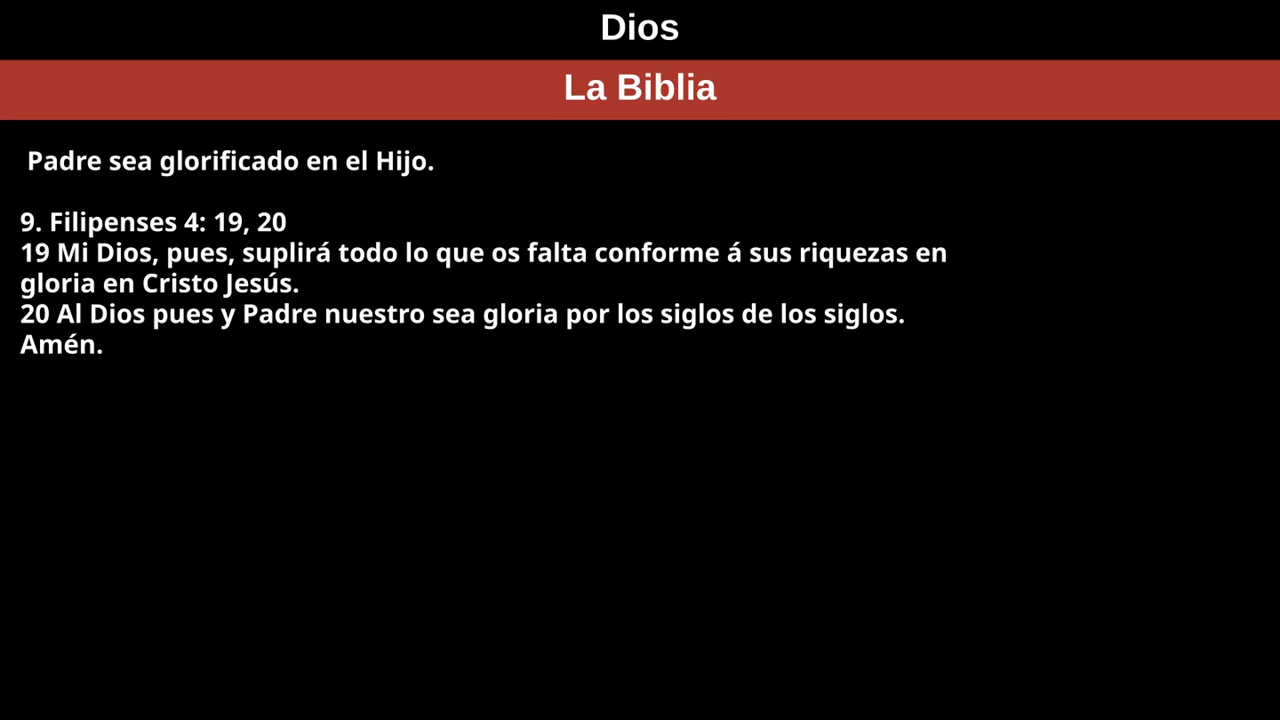 Dios
La Biblia
Padre sea glorificado en el Hijo.
9. Filipenses 4: 19, 20
19 Mi Dios, pues, suplirá todo lo que os falta conforme á sus riquezas en
gloria en Cristo Jesús.
20 Al Dios pues y Padre nuestro sea gloria por los siglos de los siglos.
Amén.